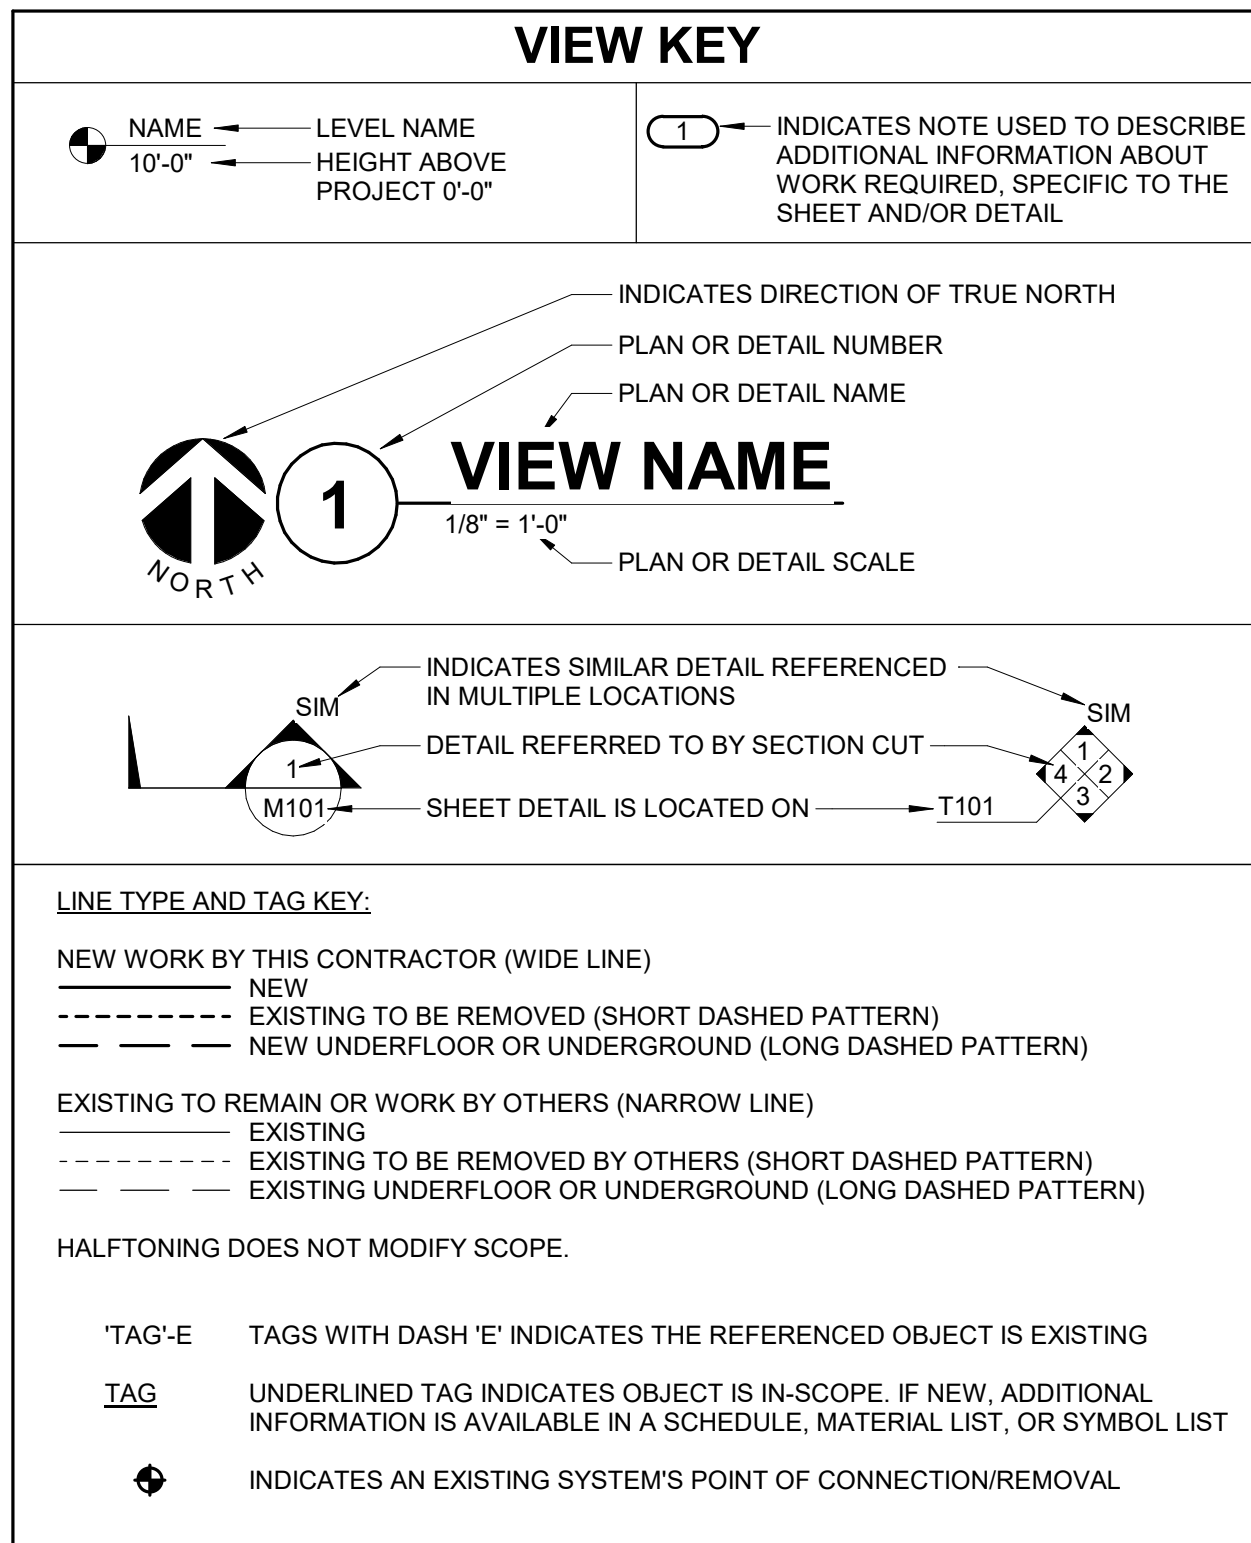 VIEW KEY
NAME
10'-0"
LEVEL NAME
HEIGHT ABOVE
PROJECT 0'-0"
1
INDICATES NOTE USED TO DESCRIBE
ADDITIONAL INFORMATION ABOUT
WORK REQUIRED, SPECIFIC TO THE
SHEET AND/OR DETAIL
INDICATES DIRECTION OF TRUE NORTH
PLAN OR DETAIL NUMBER
PLAN OR DETAIL NAME
NORTH
1
VIEW NAME
1/8" = 1'-0"
PLAN OR DETAIL SCALE
SIM
INDICATES SIMILAR DETAIL REFERENCED
IN MULTIPLE LOCATIONS
SIM
1
DETAIL REFERRED TO BY SECTION CUT
1
4 2
3
M101
SHEET DETAIL IS LOCATED ON
T101
LINE TYPE AND TAG KEY:
NEW WORK BY THIS CONTRACTOR (WIDE LINE)
NEW
EXISTING TO BE REMOVED (SHORT DASHED PATTERN)
NEW UNDERFLOOR OR UNDERGROUND (LONG DASHED PATTERN)
EXISTING TO REMAIN OR WORK BY OTHERS (NARROW LINE)
EXISTING
EXISTING TO BE REMOVED BY OTHERS (SHORT DASHED PATTERN)
EXISTING UNDERFLOOR OR UNDERGROUND (LONG DASHED PATTERN)
HALFTONING DOES NOT MODIFY SCOPE.
'TAG'-E TAGS WITH DASH 'E' INDICATES THE REFERENCED OBJECT IS EXISTING
TAG UNDERLINED TAG INDICATES OBJECT IS IN-SCOPE. IF NEW, ADDITIONAL
INFORMATION IS AVAILABLE IN A SCHEDULE, MATERIAL LIST, OR SYMBOL LIST
INDICATES AN EXISTING SYSTEM'S POINT OF CONNECTION/REMOVAL